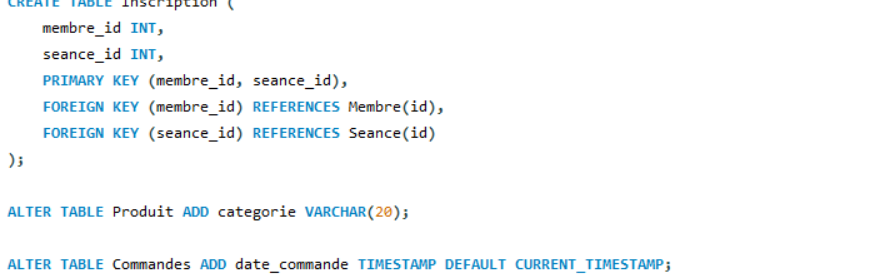 CREATE TABLE Inscription (
    membre_id INT,
    seance_id INT,
    PRIMARY KEY (membre_id, seance_id),
    FOREIGN KEY (membre_id) REFERENCES Membre(id),
    FOREIGN KEY (seance_id) REFERENCES Seance(id)
);
ALTER TABLE Produit ADD categorie VARCHAR(20);
ALTER TABLE Commandes ADD date_commande TIMESTAMP DEFAULT CURRENT_TIMESTAMP;